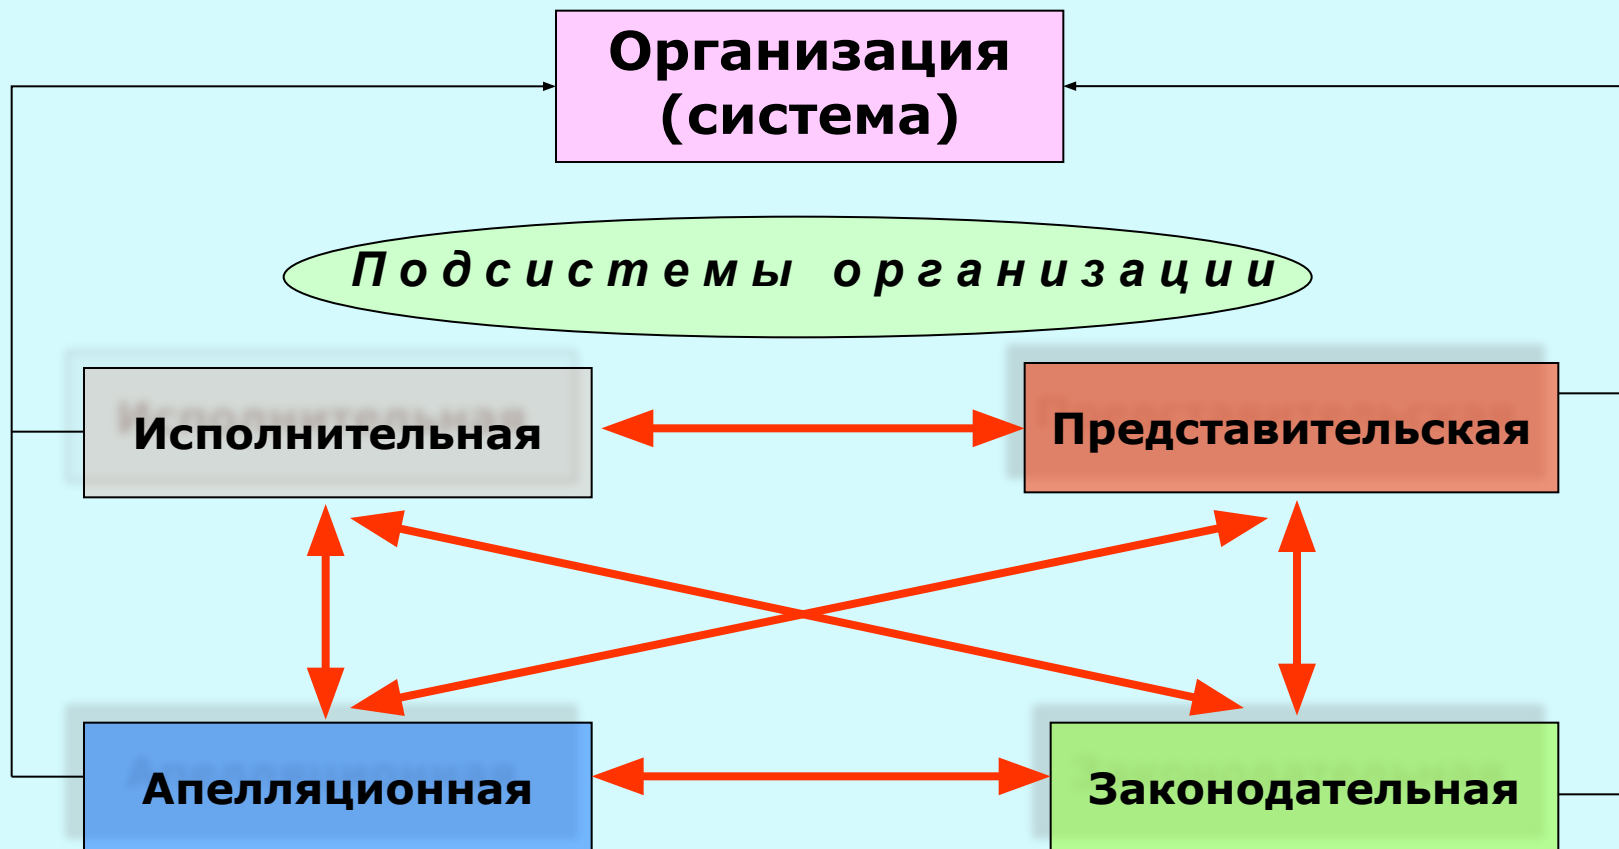 Организация
(система)
Подсистемы организации
Исполнительная
Представительская
Апелляционная
Законодательная